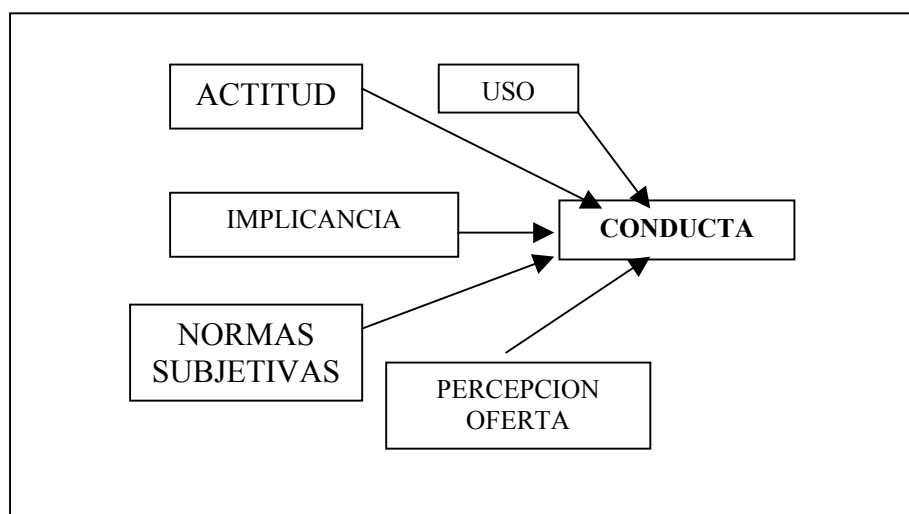 ACTITUD
USO
IMPLICANCIA
CONDUCTA
NORMAS
SUBJETIVAS
PERCEPCION
OFERTA